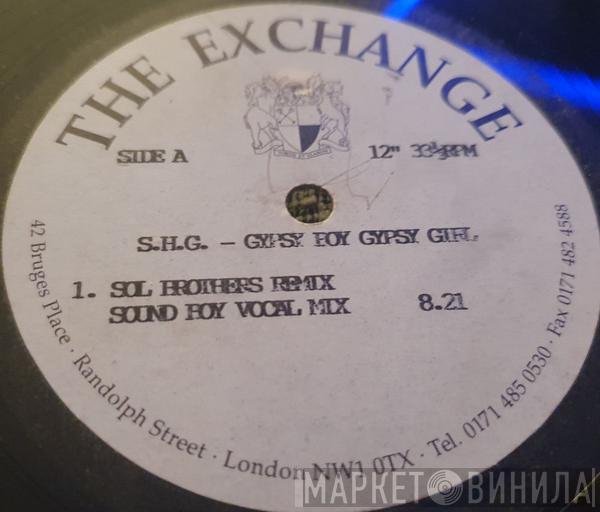 THE EXCHANGE
SIDE A
12" 33⅓RPM
S.H.G. - GYPSY BOY GYPSY GIRL
1. SOL BROTHERS REMIX
SOUND BOY VOCAL MIX 8.21
42 Bruges Place · Randolph Street · London NW1 0TX · Tel. 0171 485 0530 · Fax 0171 482 4588
МАРКЕТ ВИНИЛА